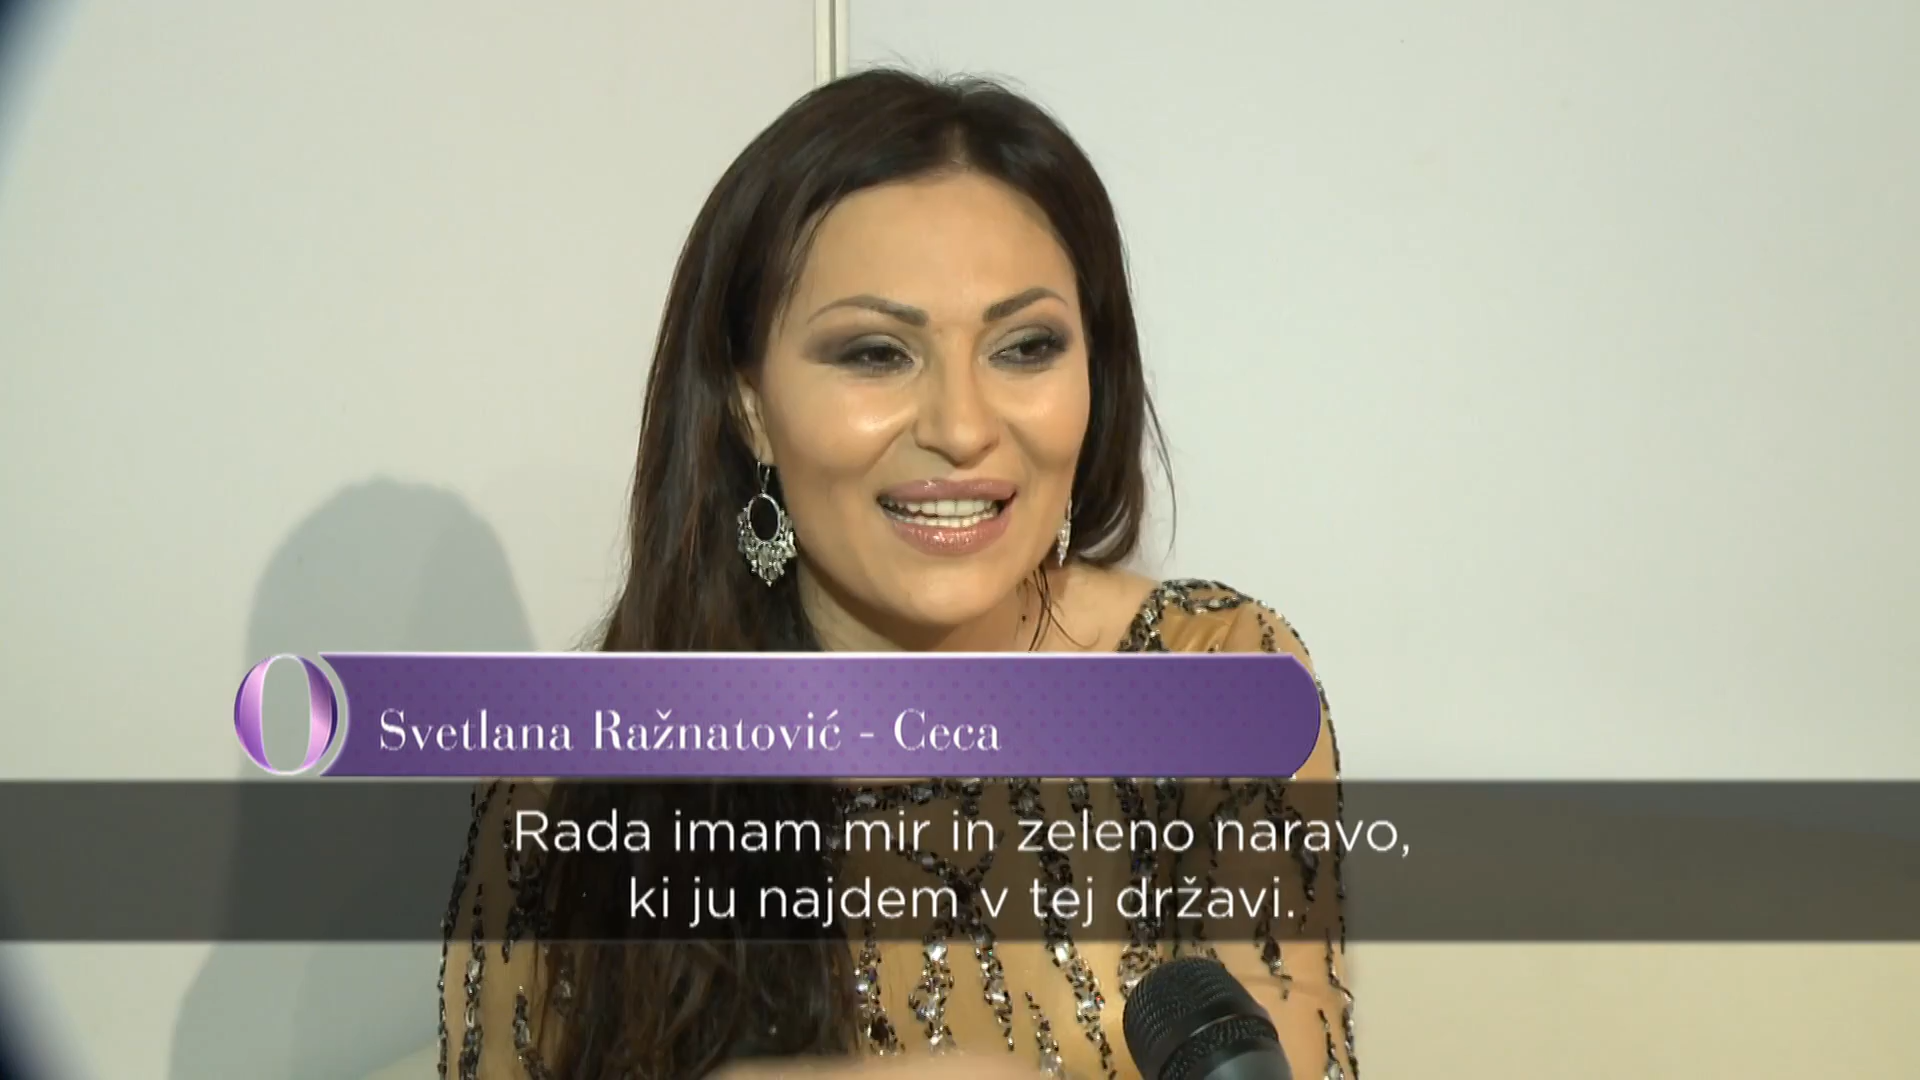 Svetlana Ražnatović - Ceca
Rada imam mir in zeleno naravo,
ki ju najdem v tej državi.